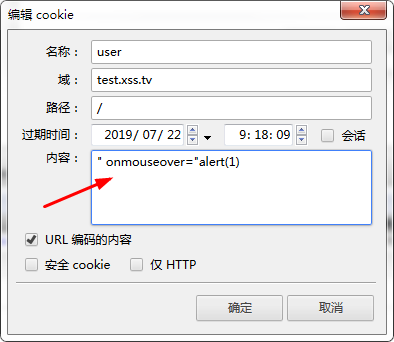 编辑 cookie
名称： user
域： test.xss.tv
路径： /
过期时间： 2019/ 07/ 22 9: 18: 09 会话
内容： " onmouseover="alert(1)
URL 编码的内容
安全 cookie 仅 HTTP
确定 取消